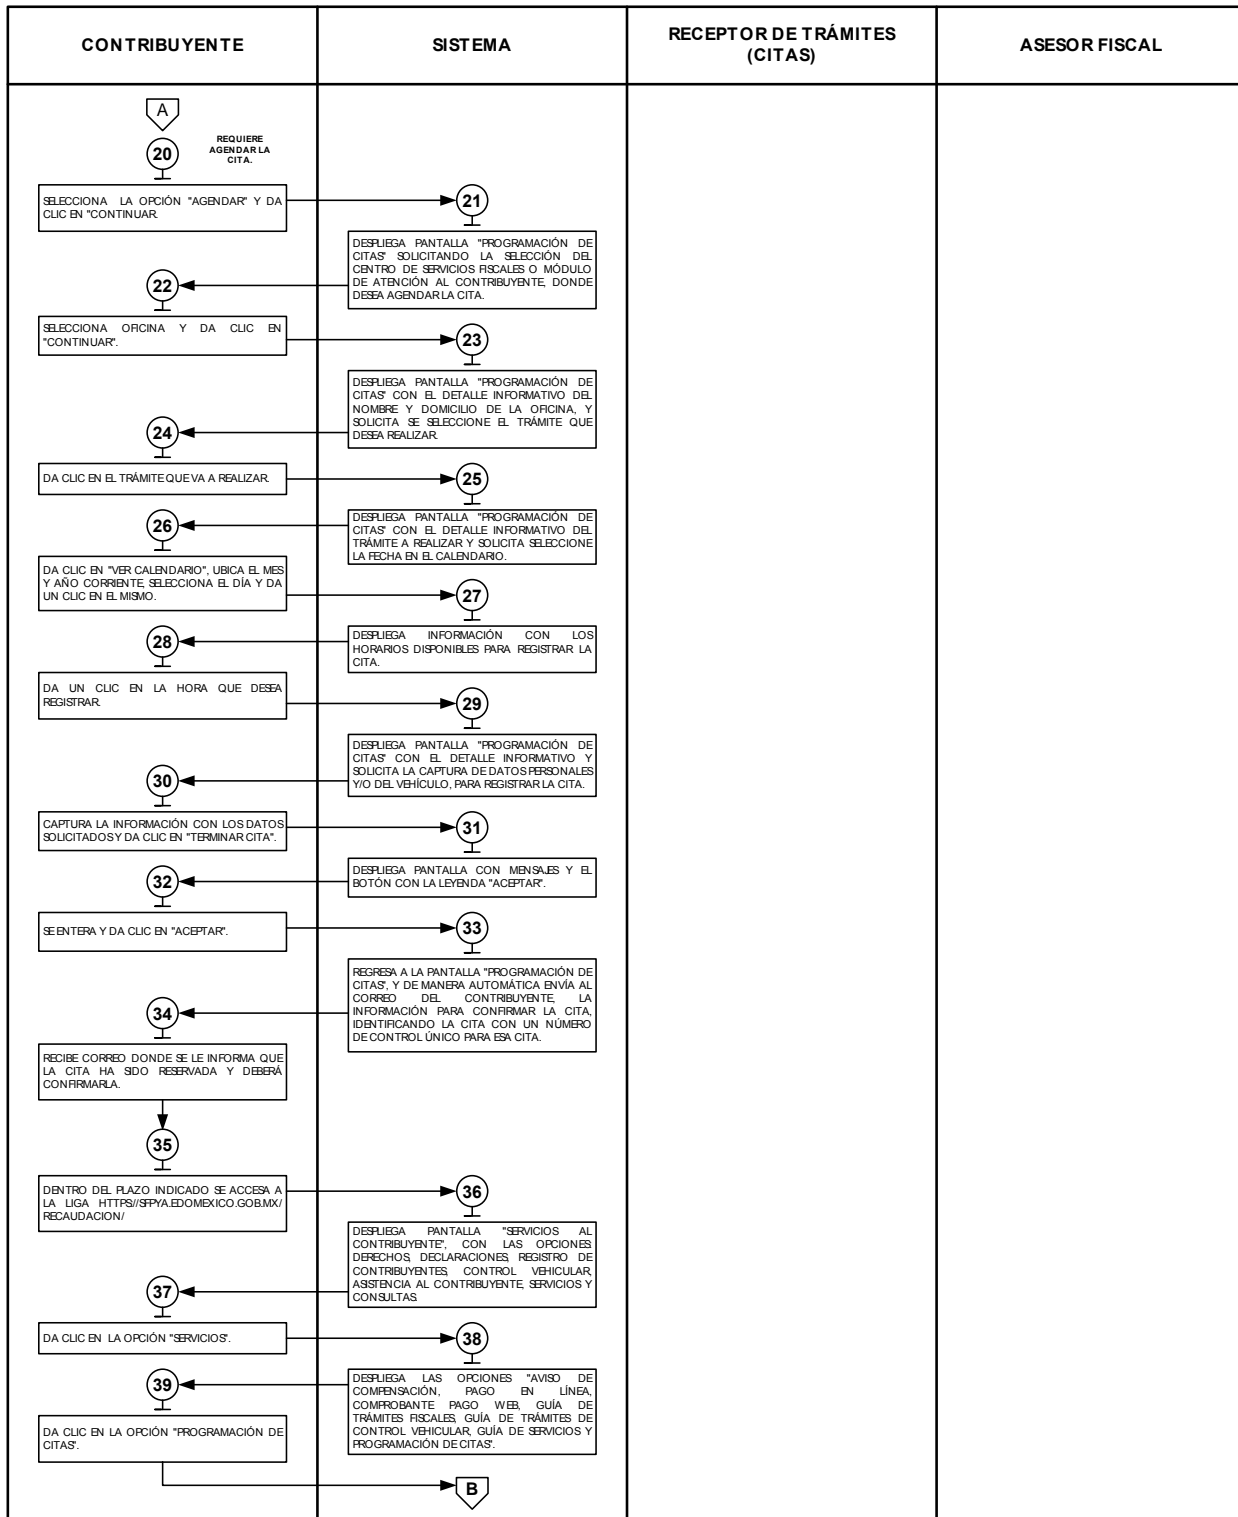 CONTRIBUYENTE
SISTEMA
RECEPTOR DE TRÁMITES
(CITAS)
ASESOR FISCAL
A
20
REQUIERE
AGENDAR LA
CITA.
SELECCIONA LA OPCIÓN "AGENDAR" Y DA
CLIC EN "CONTINUAR.
21
DESPLIEGA PANTALLA "PROGRAMACIÓN DE
CITAS" SOLICITANDO LA SELECCIÓN DEL
CENTRO DE SERVICIOS FISCALES O MÓDULO
DE ATENCIÓN AL CONTRIBUYENTE, DONDE
DESEA AGENDAR LA CITA.
22
SELECCIONA OFICINA Y DA CLIC EN
"CONTINUAR".
23
DESPLIEGA PANTALLA "PROGRAMACIÓN DE
CITAS" CON EL DETALLE INFORMATIVO DEL
NOMBRE Y DOMICILIO DE LA OFICINA, Y
SOLICITA SE SELECCIONE EL TRÁMITE QUE
DESEA REALIZAR.
24
DA CLIC EN EL TRÁMITE QUE VA A REALIZAR.
25
DESPLIEGA PANTALLA "PROGRAMACIÓN DE
CITAS" CON EL DETALLE INFORMATIVO DEL
TRÁMITE A REALIZAR Y SOLICITA SELECCIONE
LA FECHA EN EL CALENDARIO.
26
DA CLIC EN "VER CALENDARIO", UBICA EL MES
Y AÑO CORRIENTE, SELECCIONA EL DÍA Y DA
UN CLIC EN EL MISMO.
27
DESPLIEGA INFORMACIÓN CON LOS
HORARIOS DISPONIBLES PARA REGISTRAR LA
CITA.
28
DA UN CLIC EN LA HORA QUE DESEA
REGISTRAR.
29
DESPLIEGA PANTALLA "PROGRAMACIÓN DE
CITAS" CON EL DETALLE INFORMATIVO Y
SOLICITA LA CAPTURA DE DATOS PERSONALES
Y/O DEL VEHÍCULO, PARA REGISTRAR LA CITA.
30
CAPTURA LA INFORMACIÓN CON LOS DATOS
SOLICITADOS Y DA CLIC EN "TERMINAR CITA".
31
DESPLIEGA PANTALLA CON MENSAJES Y EL
BOTÓN CON LA LEYENDA "ACEPTAR".
32
SE ENTERA Y DA CLIC EN "ACEPTAR".
33
REGRESA A LA PANTALLA "PROGRAMACIÓN DE
CITAS", Y DE MANERA AUTOMÁTICA ENVÍA AL
CORREO DEL CONTRIBUYENTE, LA
INFORMACIÓN PARA CONFIRMAR LA CITA,
IDENTIFICANDO LA CITA CON UN NÚMERO
DE CONTROL ÚNICO PARA ESA CITA.
34
RECIBE CORREO DONDE SE LE INFORMA QUE
LA CITA HA SIDO RESERVADA Y DEBERÁ
CONFIRMARLA.
35
DENTRO DEL PLAZO INDICADO SE ACCESA A
LA LIGA HTTPS//SFPYA.EDOMEXICO.GOB.MX/
RECAUDACION/
36
DESPLIEGA PANTALLA "SERVICIOS AL
CONTRIBUYENTE", CON LAS OPCIONES:
DERECHOS, DECLARACIONES, REGISTRO DE
CONTRIBUYENTES, CONTROL VEHICULAR,
ASISTENCIA AL CONTRIBUYENTE, SERVICIOS Y
CONSULTAS.
37
DA CLIC EN LA OPCIÓN "SERVICIOS".
38
DESPLIEGA LAS OPCIONES "AVISO DE
COMPENSACIÓN, PAGO EN LÍNEA,
COMPROBANTE PAGO WEB, GUÍA DE
TRÁMITES FISCALES, GUÍA DE TRÁMITES DE
CONTROL VEHICULAR, GUÍA DE SERVICIOS Y
PROGRAMACIÓN DE CITAS".
39
DA CLIC EN LA OPCIÓN "PROGRAMACIÓN DE
CITAS".
B